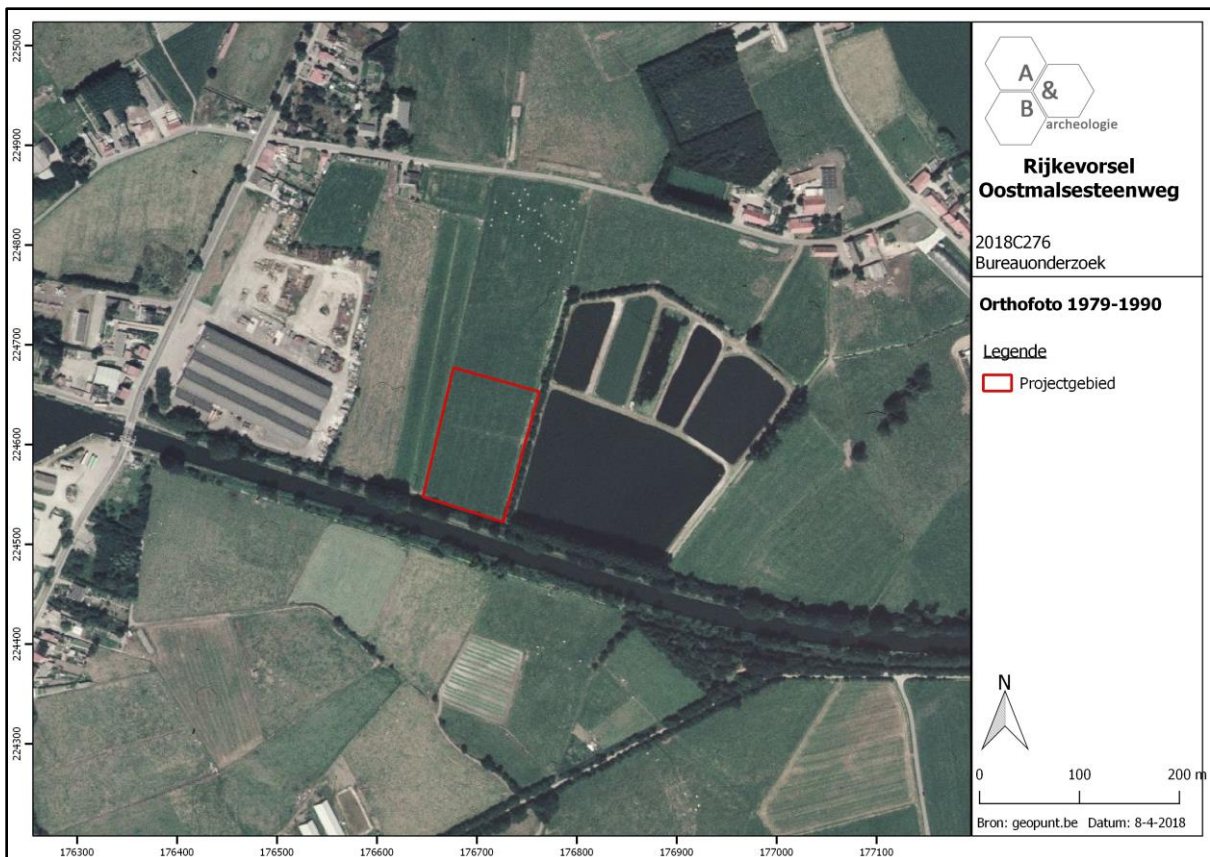 225000
224900
224800
224700
224600
224500
224400
224300
176300
176400
176500
176600
176700
176800
176900
177000
177100
A
&
B
archeologie
Rijkevorsel
Oostmalsesteenweg
2018C276
Bureauonderzoek
Orthofoto 1979-1990
Legende
Projectgebied
N
0 100 200 m
Bron: geopunt.be Datum: 8-4-2018